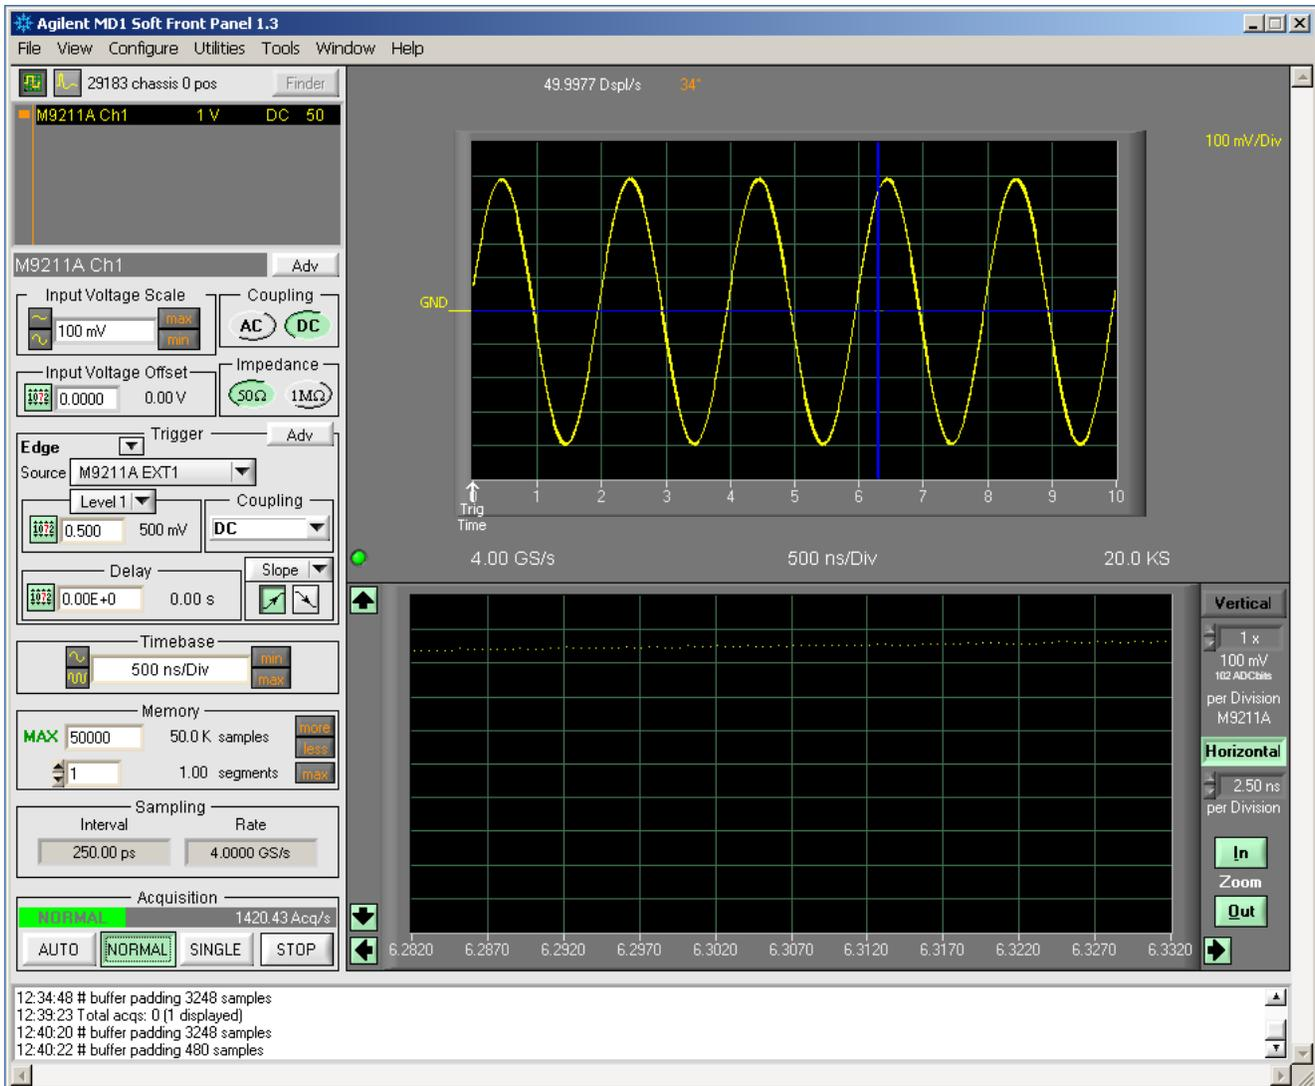 Agilent MD1 Soft Front Panel 1.3
File View Configure Utilities Tools Window Help
29183 chassis 0 pos Finder
M9211A Ch1 1 V DC 50
M9211A Ch1 Adv
Input Voltage Scale Coupling
100 mV max min AC DC
Input Voltage Offset Impedance
0.0000 0.00 V 50Ω 1MΩ
Trigger Adv
Edge
Source M9211A EXT1
Level 1 Coupling
0.500 500 mV DC
Delay Slope
0.00E+0 0.00 s
Timebase
500 ns/Div min max
Memory
MAX 50000 50.0 K samples more less
1 1.00 segments max
Sampling
Interval Rate
250.00 ps 4.0000 GS/s
Acquisition
NORMAL 1420.43 Acq/s
AUTO NORMAL SINGLE STOP
49.9977 Dspl/s 34°
100 mV/Div
GND
1 2 3 4 5 6 7 8 9 10
Trig
Time
4.00 GS/s 500 ns/Div 20.0 KS
Vertical
1 x
100 mV
102 ADCbits
per Division
M9211A
Horizontal
2.50 ns
per Division
In
Zoom
Out
6.2820 6.2870 6.2920 6.2970 6.3020 6.3070 6.3120 6.3170 6.3220 6.3270 6.3320
12:34:48 # buffer padding 3248 samples
12:39:23 Total acqs: 0 (1 displayed)
12:40:20 # buffer padding 3248 samples
12:40:22 # buffer padding 480 samples